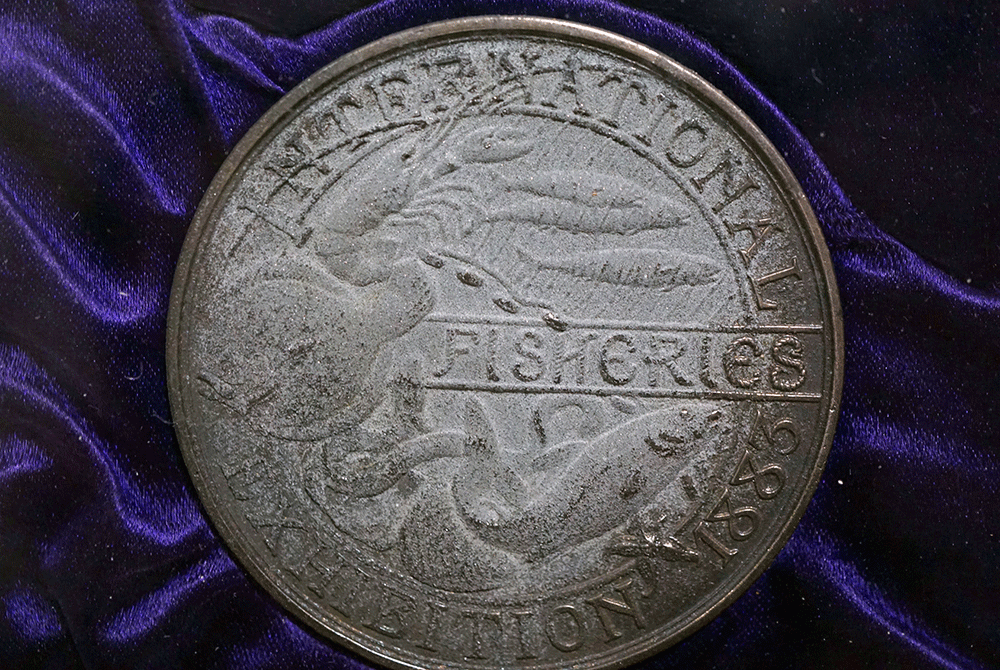 INTERNATIONAL
FISHERIES
EXHIBITION 1883